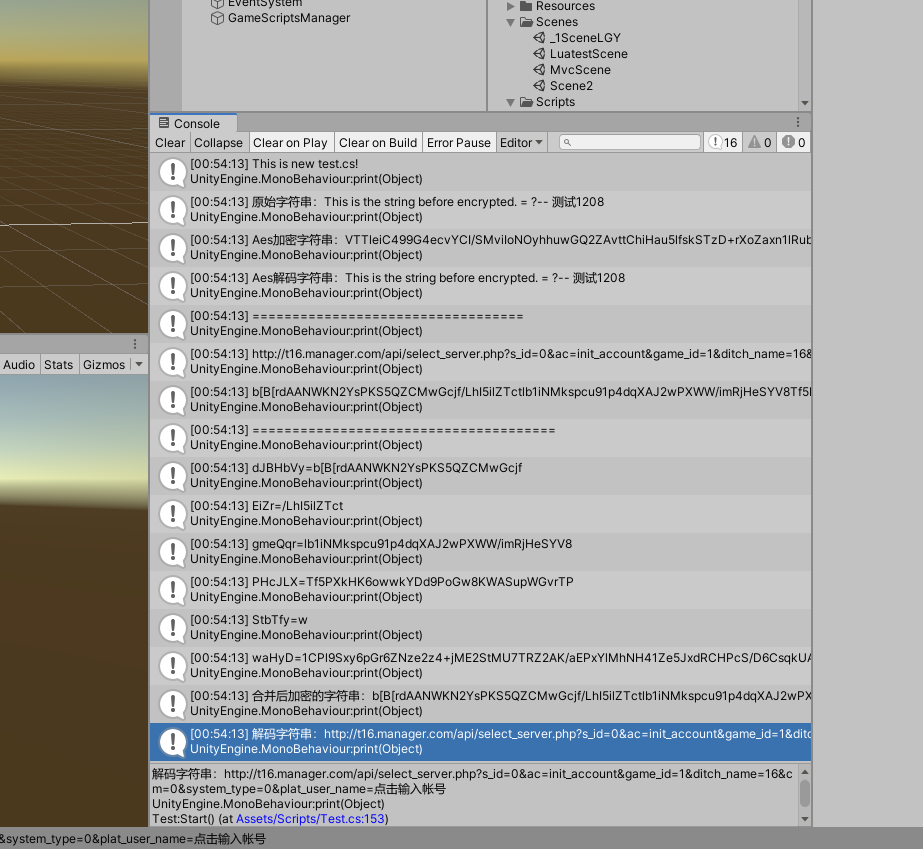 EventSystem
GameScriptsManager
Resources
Scenes
_1SceneLGY
LuatestScene
MvcScene
Scene2
Scripts
Console
Clear Collapse Clear on Play Clear on Build Error Pause Editor 16 0 0
[00:54:13] This is new test.cs!
UnityEngine.MonoBehaviour:print(Object)
[00:54:13] 原始字符串：This is the string before encrypted. = ?-- 测试1208
UnityEngine.MonoBehaviour:print(Object)
[00:54:13] Aes加密字符串：VTTIeiC499G4ecvYCl/SMviloNOyhhuwGQ2ZAvttChiHau5lfskSTzD+rXoZaxn1IRub
UnityEngine.MonoBehaviour:print(Object)
[00:54:13] Aes解码字符串：This is the string before encrypted. = ?-- 测试1208
UnityEngine.MonoBehaviour:print(Object)
[00:54:13] ==================================
UnityEngine.MonoBehaviour:print(Object)
[00:54:13] http://t16.manager.com/api/select_server.php?s_id=0&ac=init_account&game_id=1&ditch_name=16&
UnityEngine.MonoBehaviour:print(Object)
[00:54:13] b[B[rdAANWKN2YsPKS5QZCMwGcjf/LhI5iIZTctIb1iNMkspcu91p4dqXAJ2wPXWW/imRjHeSYV8Tf5
UnityEngine.MonoBehaviour:print(Object)
[00:54:13] ======================================
UnityEngine.MonoBehaviour:print(Object)
[00:54:13] dJBHbVy=b[B[rdAANWKN2YsPKS5QZCMwGcjf
UnityEngine.MonoBehaviour:print(Object)
[00:54:13] EiZr=/LhI5iIZTct
UnityEngine.MonoBehaviour:print(Object)
[00:54:13] gmeQqr=Ib1iNMkspcu91p4dqXAJ2wPXWW/imRjHeSYV8
UnityEngine.MonoBehaviour:print(Object)
[00:54:13] PHcJLX=Tf5PXkHK6owwkYDd9PoGw8KWASupWGvrTP
UnityEngine.MonoBehaviour:print(Object)
[00:54:13] StbTfy=w
UnityEngine.MonoBehaviour:print(Object)
[00:54:13] waHyD=1CPI9Sxy6pGr6ZNze2z4+jME2StMU7TRZ2AK/aEPxYIMhNH41Ze5JxdRCHPcS/D6CsqkUA
UnityEngine.MonoBehaviour:print(Object)
[00:54:13] 合并后加密的字符串：b[B[rdAANWKN2YsPKS5QZCMwGcjf/LhI5iIZTctIb1iNMkspcu91p4dqXAJ2wPX
UnityEngine.MonoBehaviour:print(Object)
[00:54:13] 解码字符串：http://t16.manager.com/api/select_server.php?s_id=0&ac=init_account&game_id=1&ditc
UnityEngine.MonoBehaviour:print(Object)
Audio Stats Gizmos
解码字符串：http://t16.manager.com/api/select_server.php?s_id=0&ac=init_account&game_id=1&ditch_name=16&c
m=0&system_type=0&plat_user_name=点击输入帐号
UnityEngine.MonoBehaviour:print(Object)
Test:Start() (at Assets/Scripts/Test.cs:153)
&system_type=0&plat_user_name=点击输入帐号